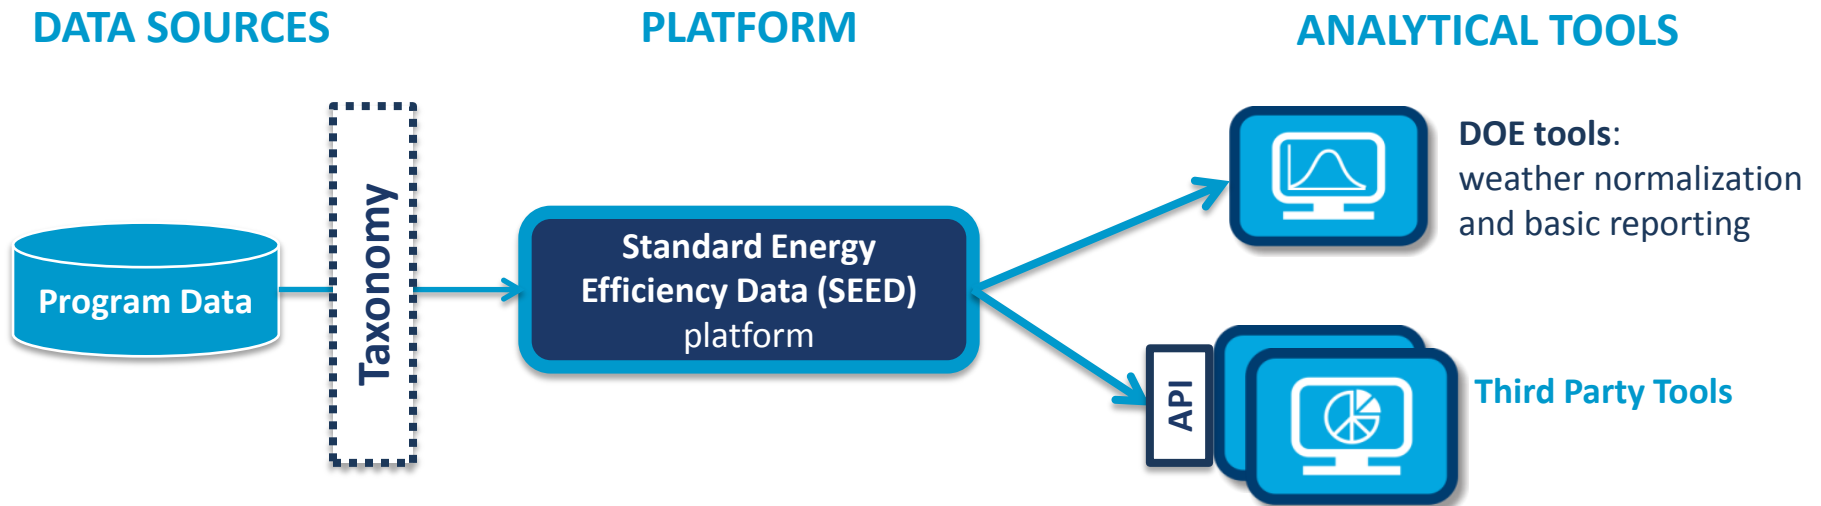 DATA SOURCES
PLATFORM
ANALYTICAL TOOLS
Program Data
Taxonomy
Standard Energy
Efficiency Data (SEED)
platform
DOE tools:
weather normalization
and basic reporting
API
Third Party Tools